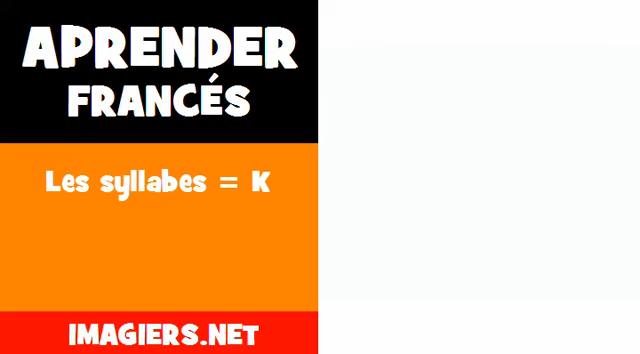 APRENDER
FRANCÉS
Les syllabes = K
IMAGIERS.NET